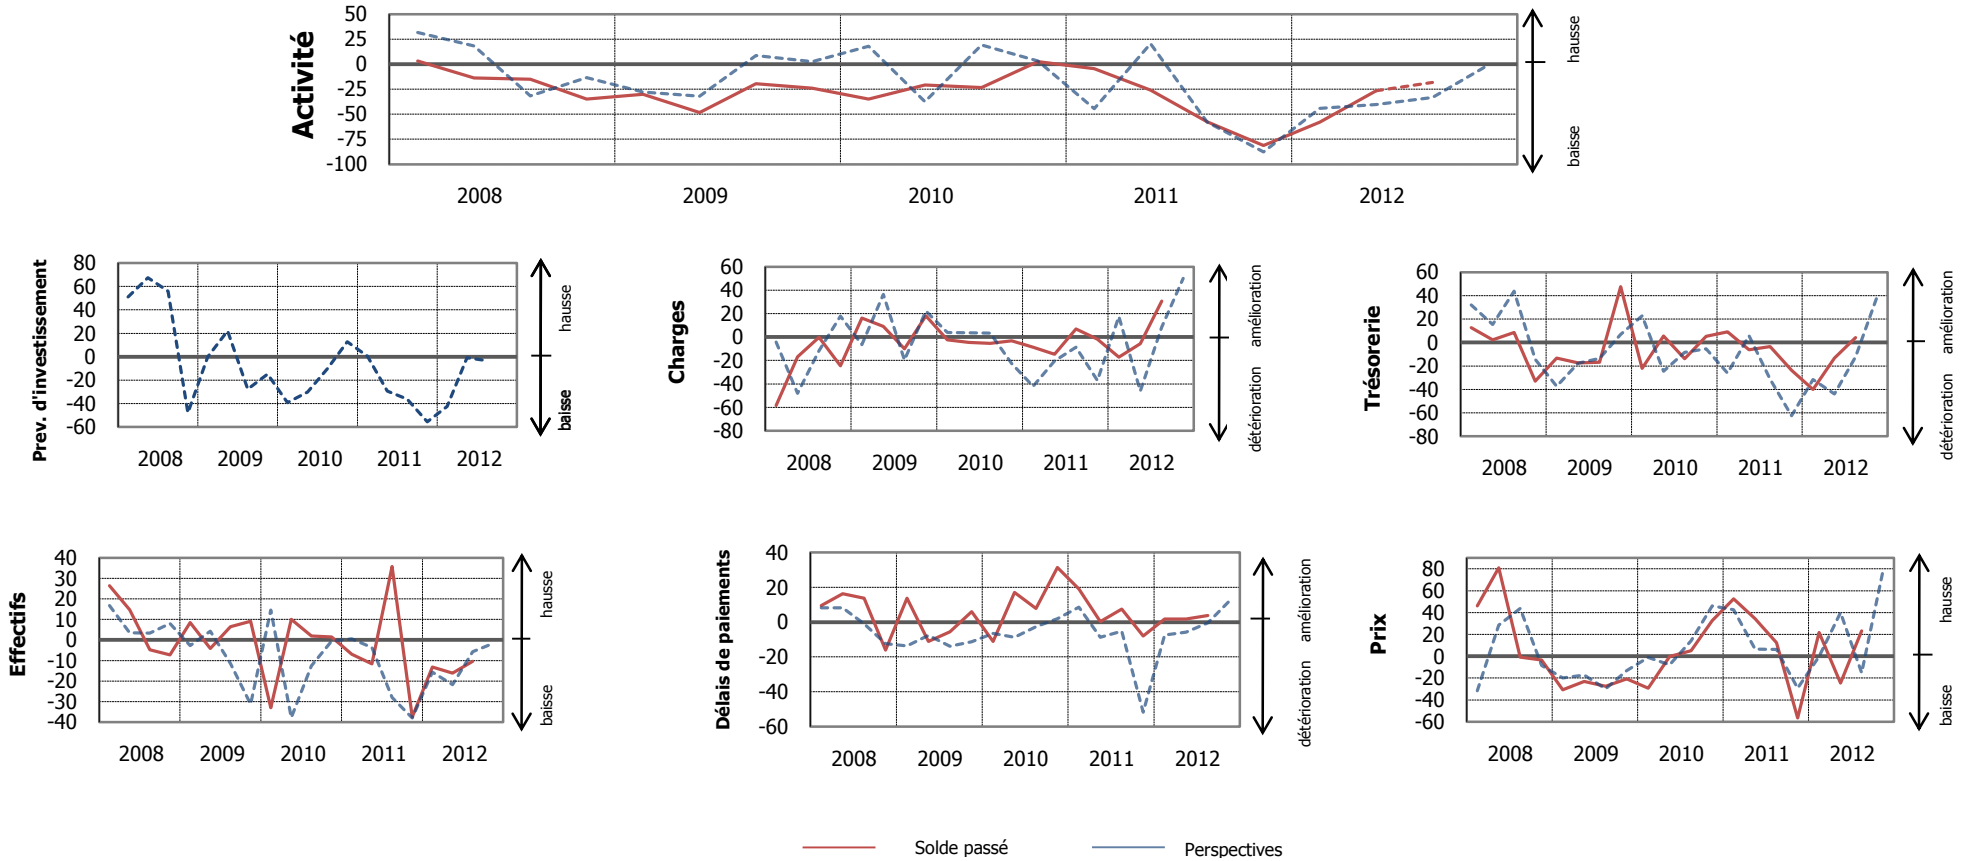 Activité
50
25
0
-25
-50
-75
-100
2008 2009 2010 2011 2012
hausse
baisse
Prev. d'investissement
80
60
40
20
0
-20
-40
-60
2008 2009 2010 2011 2012
hausse
baisse
Charges
60
40
20
0
-20
-40
-60
-80
2008 2009 2010 2011 2012
amélioration
détérioration
Trésorerie
60
40
20
0
-20
-40
-60
-80
2008 2009 2010 2011 2012
amélioration
détérioration
Effectifs
40
30
20
10
0
-10
-20
-30
-40
2008 2009 2010 2011 2012
hausse
baisse
Délais de paiements
40
20
0
-20
-40
-60
2008 2009 2010 2011 2012
amélioration
détérioration
Prix
80
60
40
20
0
-20
-40
-60
2008 2009 2010 2011 2012
hausse
baisse
Solde passé Perspectives